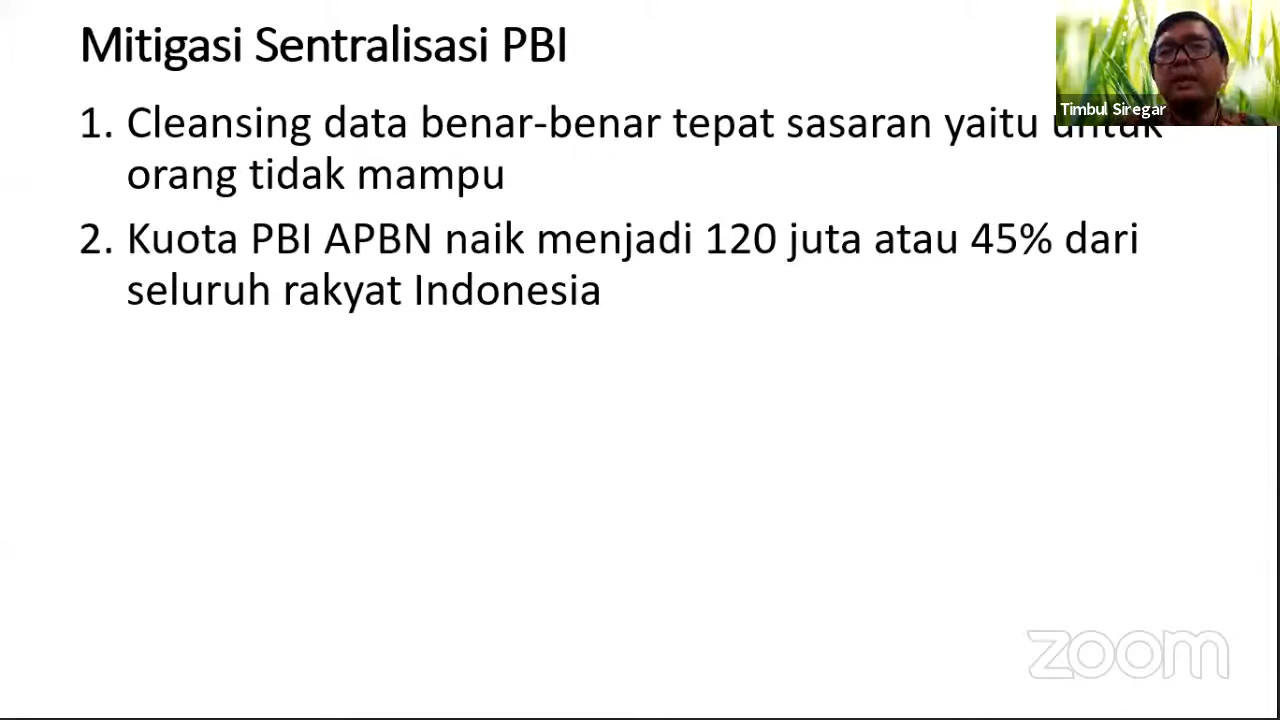 Mitigasi Sentralisasi PBI
Timbul Siregar
1. Cleansing data benar-benar tepat sasaran yaitu untuk
orang tidak mampu
2. Kuota PBI APBN naik menjadi 120 juta atau 45% dari
seluruh rakyat Indonesia
zoom